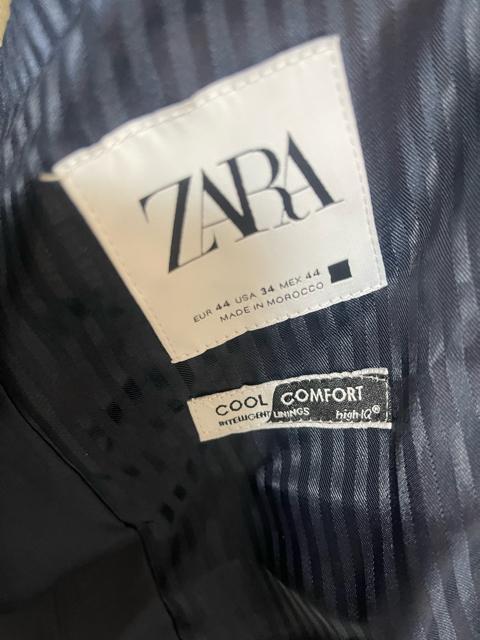 ZARA
EUR 44 USA 34 MEX 44
MADE IN MOROCCO
COOL COMFORT
INTELLIGENT LININGS high-IQ®